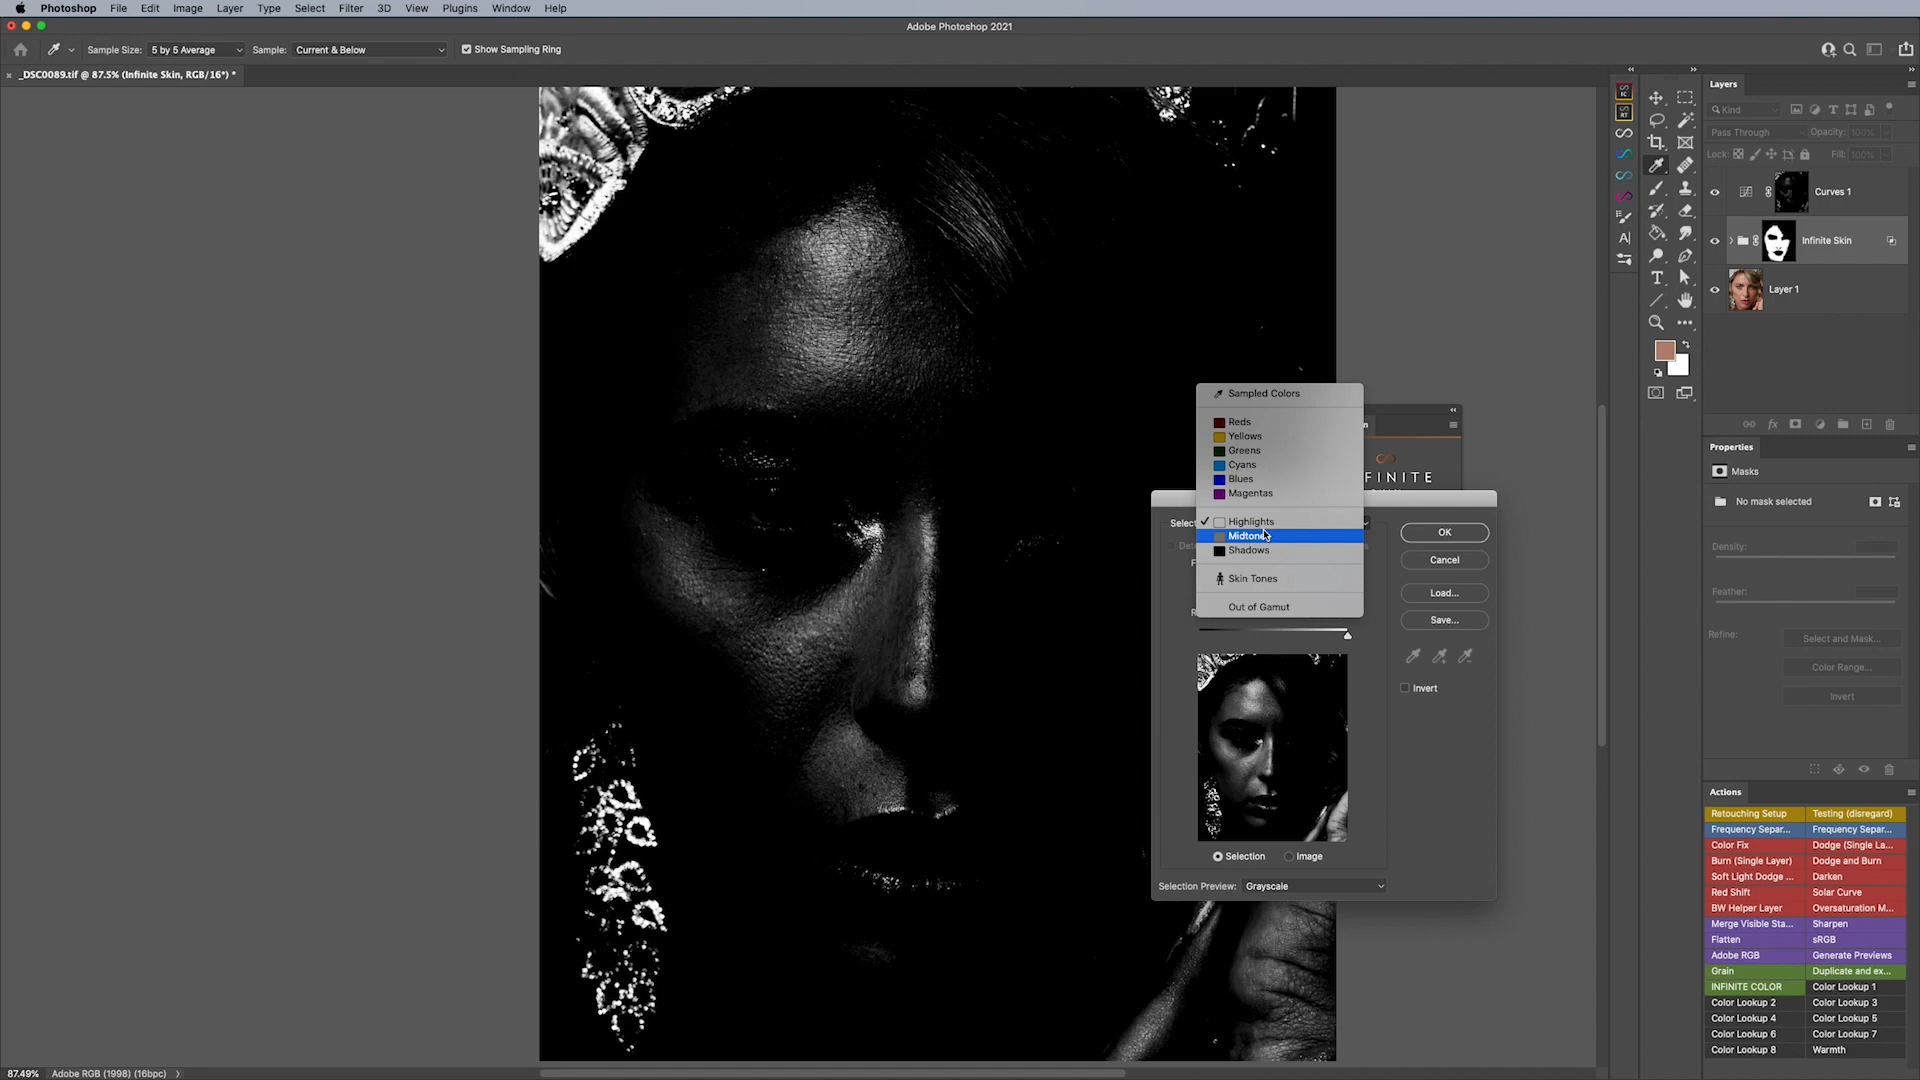 Photoshop File Edit Image Layer Type Select Filter 3D View Plugins Window Help
Adobe Photoshop 2021
Sample Size: 5 by 5 Average Sample: Current & Below Show Sampling Ring
_DSC0089.tif @ 87.5% (Infinite Skin, RGB/16*) *
Layers
Kind
Pass Through Opacity: 100%
Lock: Fill: 100%
Curves 1
Infinite Skin
Layer 1
Properties
Masks
No mask selected
Density:
Feather:
Refine: Select and Mask...
Color Range...
Invert
Sampled Colors
Reds
Yellows
Greens
Cyans
Blues
Magentas
Highlights
Midtones
Shadows
Skin Tones
Out of Gamut
FINITE
Select
OK
Cancel
Load...
Save...
Invert
Selection Image
Selection Preview: Grayscale
Actions
Retouching Setup Testing (disregard)
Frequency Separ... Frequency Separ...
Color Fix Dodge (Single La...
Burn (Single Layer) Dodge and Burn
Soft Light Dodge ... Darken
Red Shift Solar Curve
BW Helper Layer Oversaturation M...
Merge Visible Sta... Sharpen
Flatten sRGB
Adobe RGB Generate Previews
Grain Duplicate and ex...
INFINITE COLOR Color Lookup 1
Color Lookup 2 Color Lookup 3
Color Lookup 4 Color Lookup 5
Color Lookup 6 Color Lookup 7
Color Lookup 8 Warmth
87.49% Adobe RGB (1998) (16bpc)